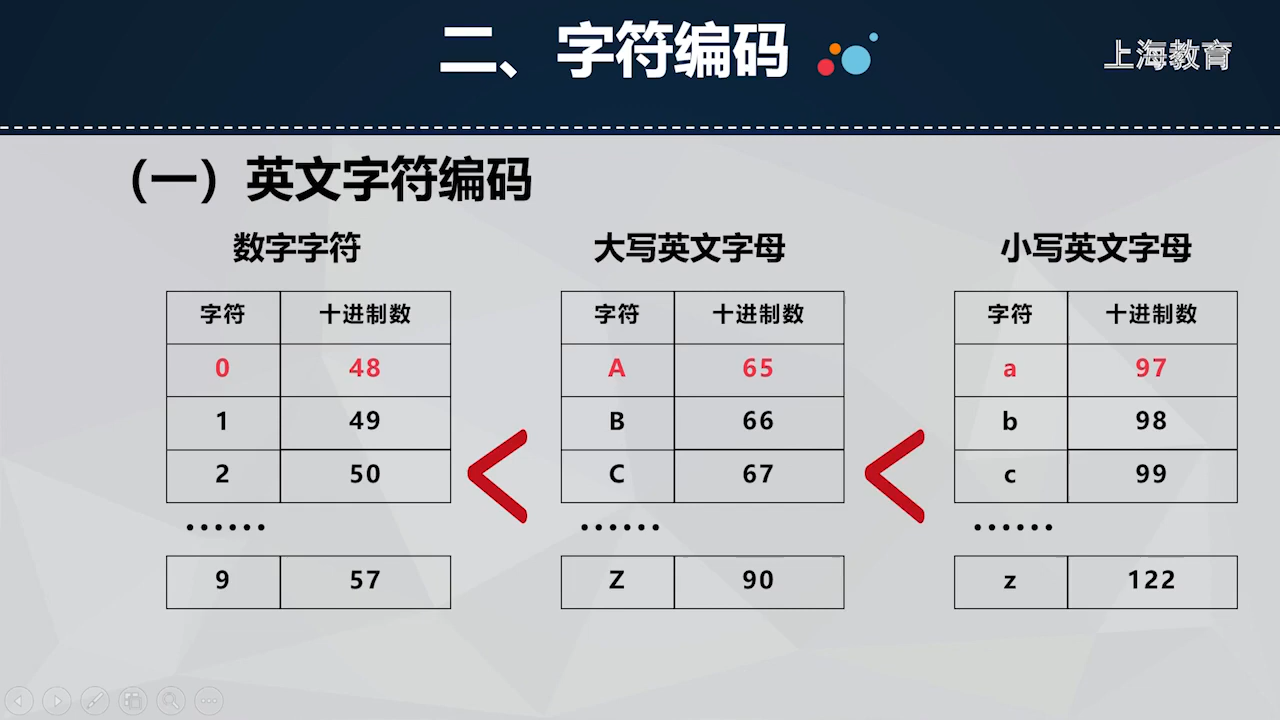 二、字符编码
上海教育
（一）英文字符编码
数字字符
字符 十进制数
0 48
1 49
2 50
……
9 57
<
大写英文字母
字符 十进制数
A 65
B 66
C 67
……
Z 90
<
小写英文字母
字符 十进制数
a 97
b 98
c 99
……
z 122